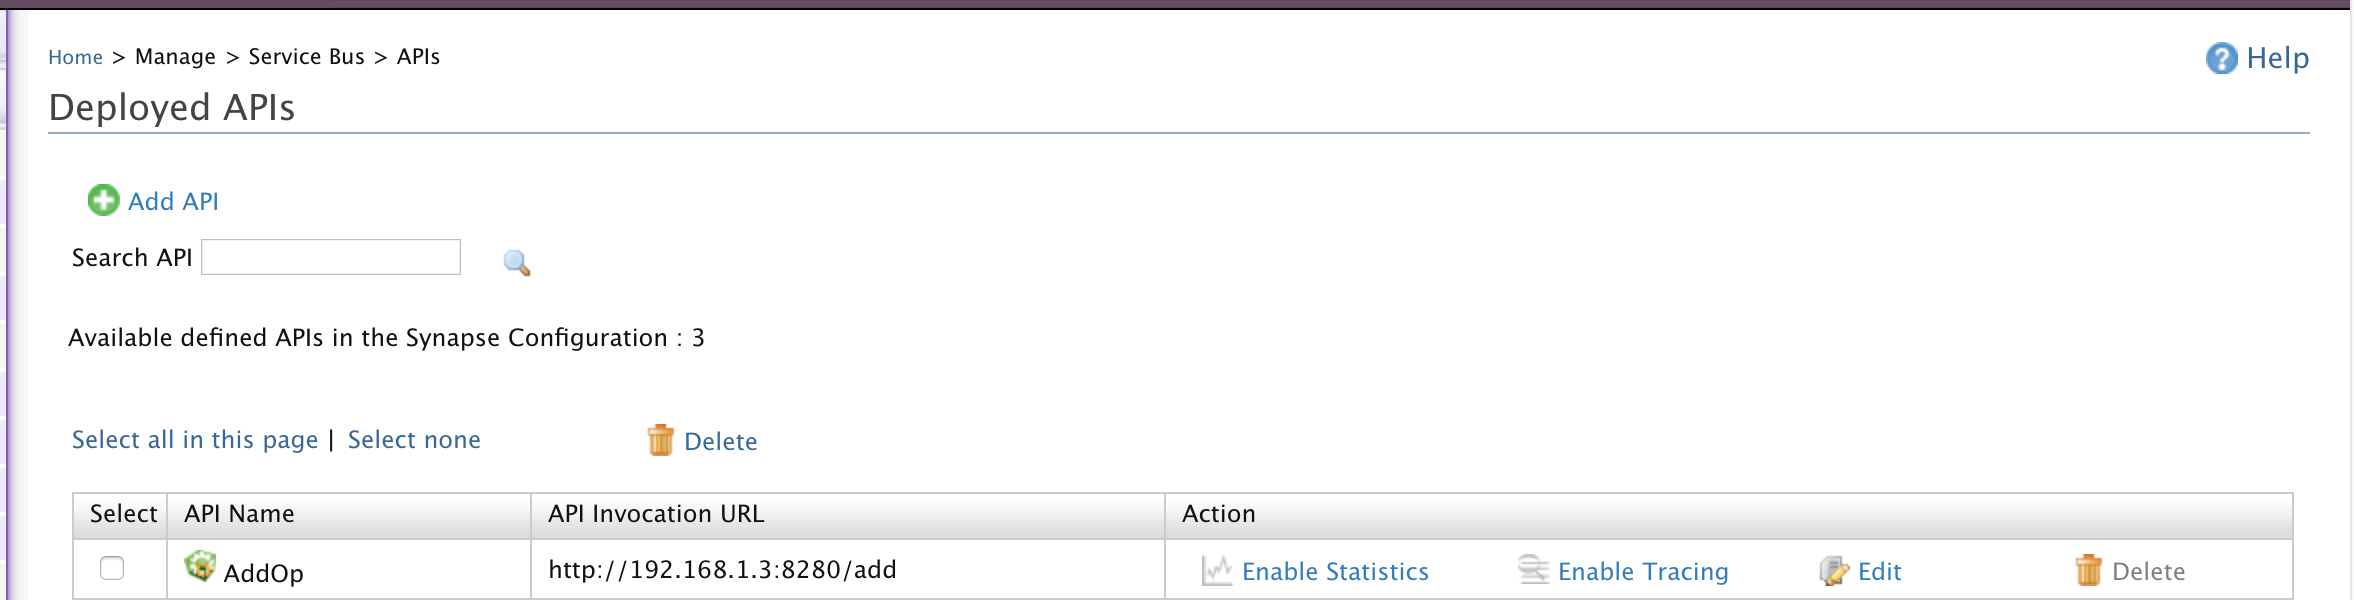 Home > Manage > Service Bus > APIs
Help
Deployed APIs
Add API
Search API
Available defined APIs in the Synapse Configuration : 3
Select all in this page | Select none Delete
Select API Name API Invocation URL Action
AddOp http://192.168.1.3:8280/add Enable Statistics Enable Tracing Edit Delete